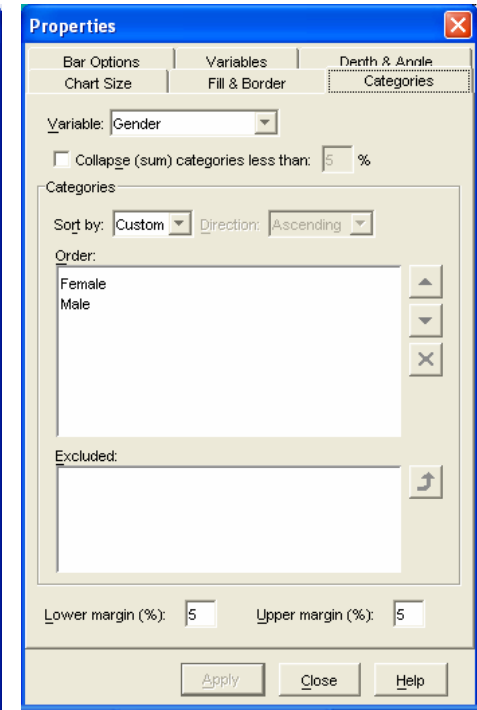 Properties
Bar Options Variables Depth & Angle
Chart Size Fill & Border Categories
Variable: Gender
Collapse (sum) categories less than: 5 %
Categories
Sort by: Custom Direction: Ascending
Order:
Female
Male
Excluded:
Lower margin (%): 5 Upper margin (%): 5
Apply Close Help